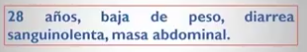 28 años, baja de peso, diarrea
sanguinolenta, masa abdominal.